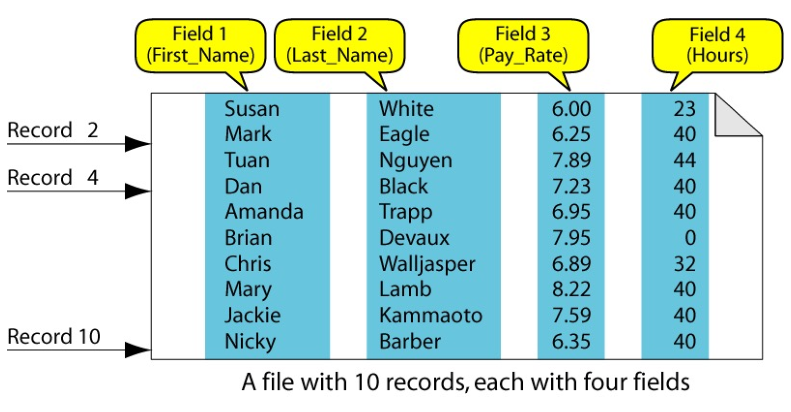 Field 1
(First_Name)
Field 2
(Last_Name)
Field 3
(Pay_Rate)
Field 4
(Hours)
Susan White 6.00 23
Record 2
Mark Eagle 6.25 40
Tuan Nguyen 7.89 44
Record 4
Dan Black 7.23 40
Amanda Trapp 6.95 40
Brian Devaux 7.95 0
Chris Walljasper 6.89 32
Mary Lamb 8.22 40
Jackie Kammaoto 7.59 40
Record 10
Nicky Barber 6.35 40
A file with 10 records, each with four fields